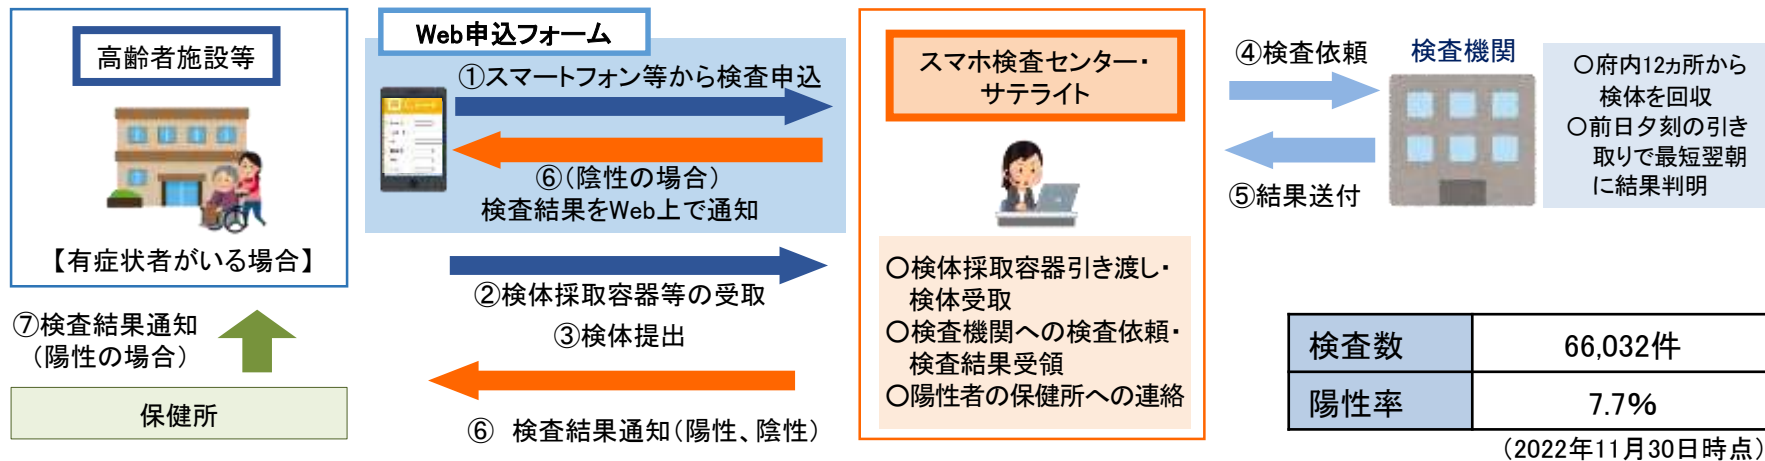 高齢者施設等
【有症状者がいる場合】
⑦検査結果通知
(陽性の場合)
保健所
Web申込フォーム
①スマートフォン等から検査申込
⑥(陰性の場合)
検査結果をWeb上で通知
②検体採取容器等の受取
③検体提出
⑥ 検査結果通知(陽性、陰性)
スマホ検査センター・
サテライト
〇検体採取容器引き渡し・
検体受取
〇検査機関への検査依頼・
検査結果受領
〇陽性者の保健所への連絡
④検査依頼
⑤結果送付
検査機関
〇府内12ヵ所から
検体を回収
〇前日夕刻の引き
取りで最短翌朝
に結果判明
検査数 66,032件
陽性率 7.7%
(2022年11月30日時点)